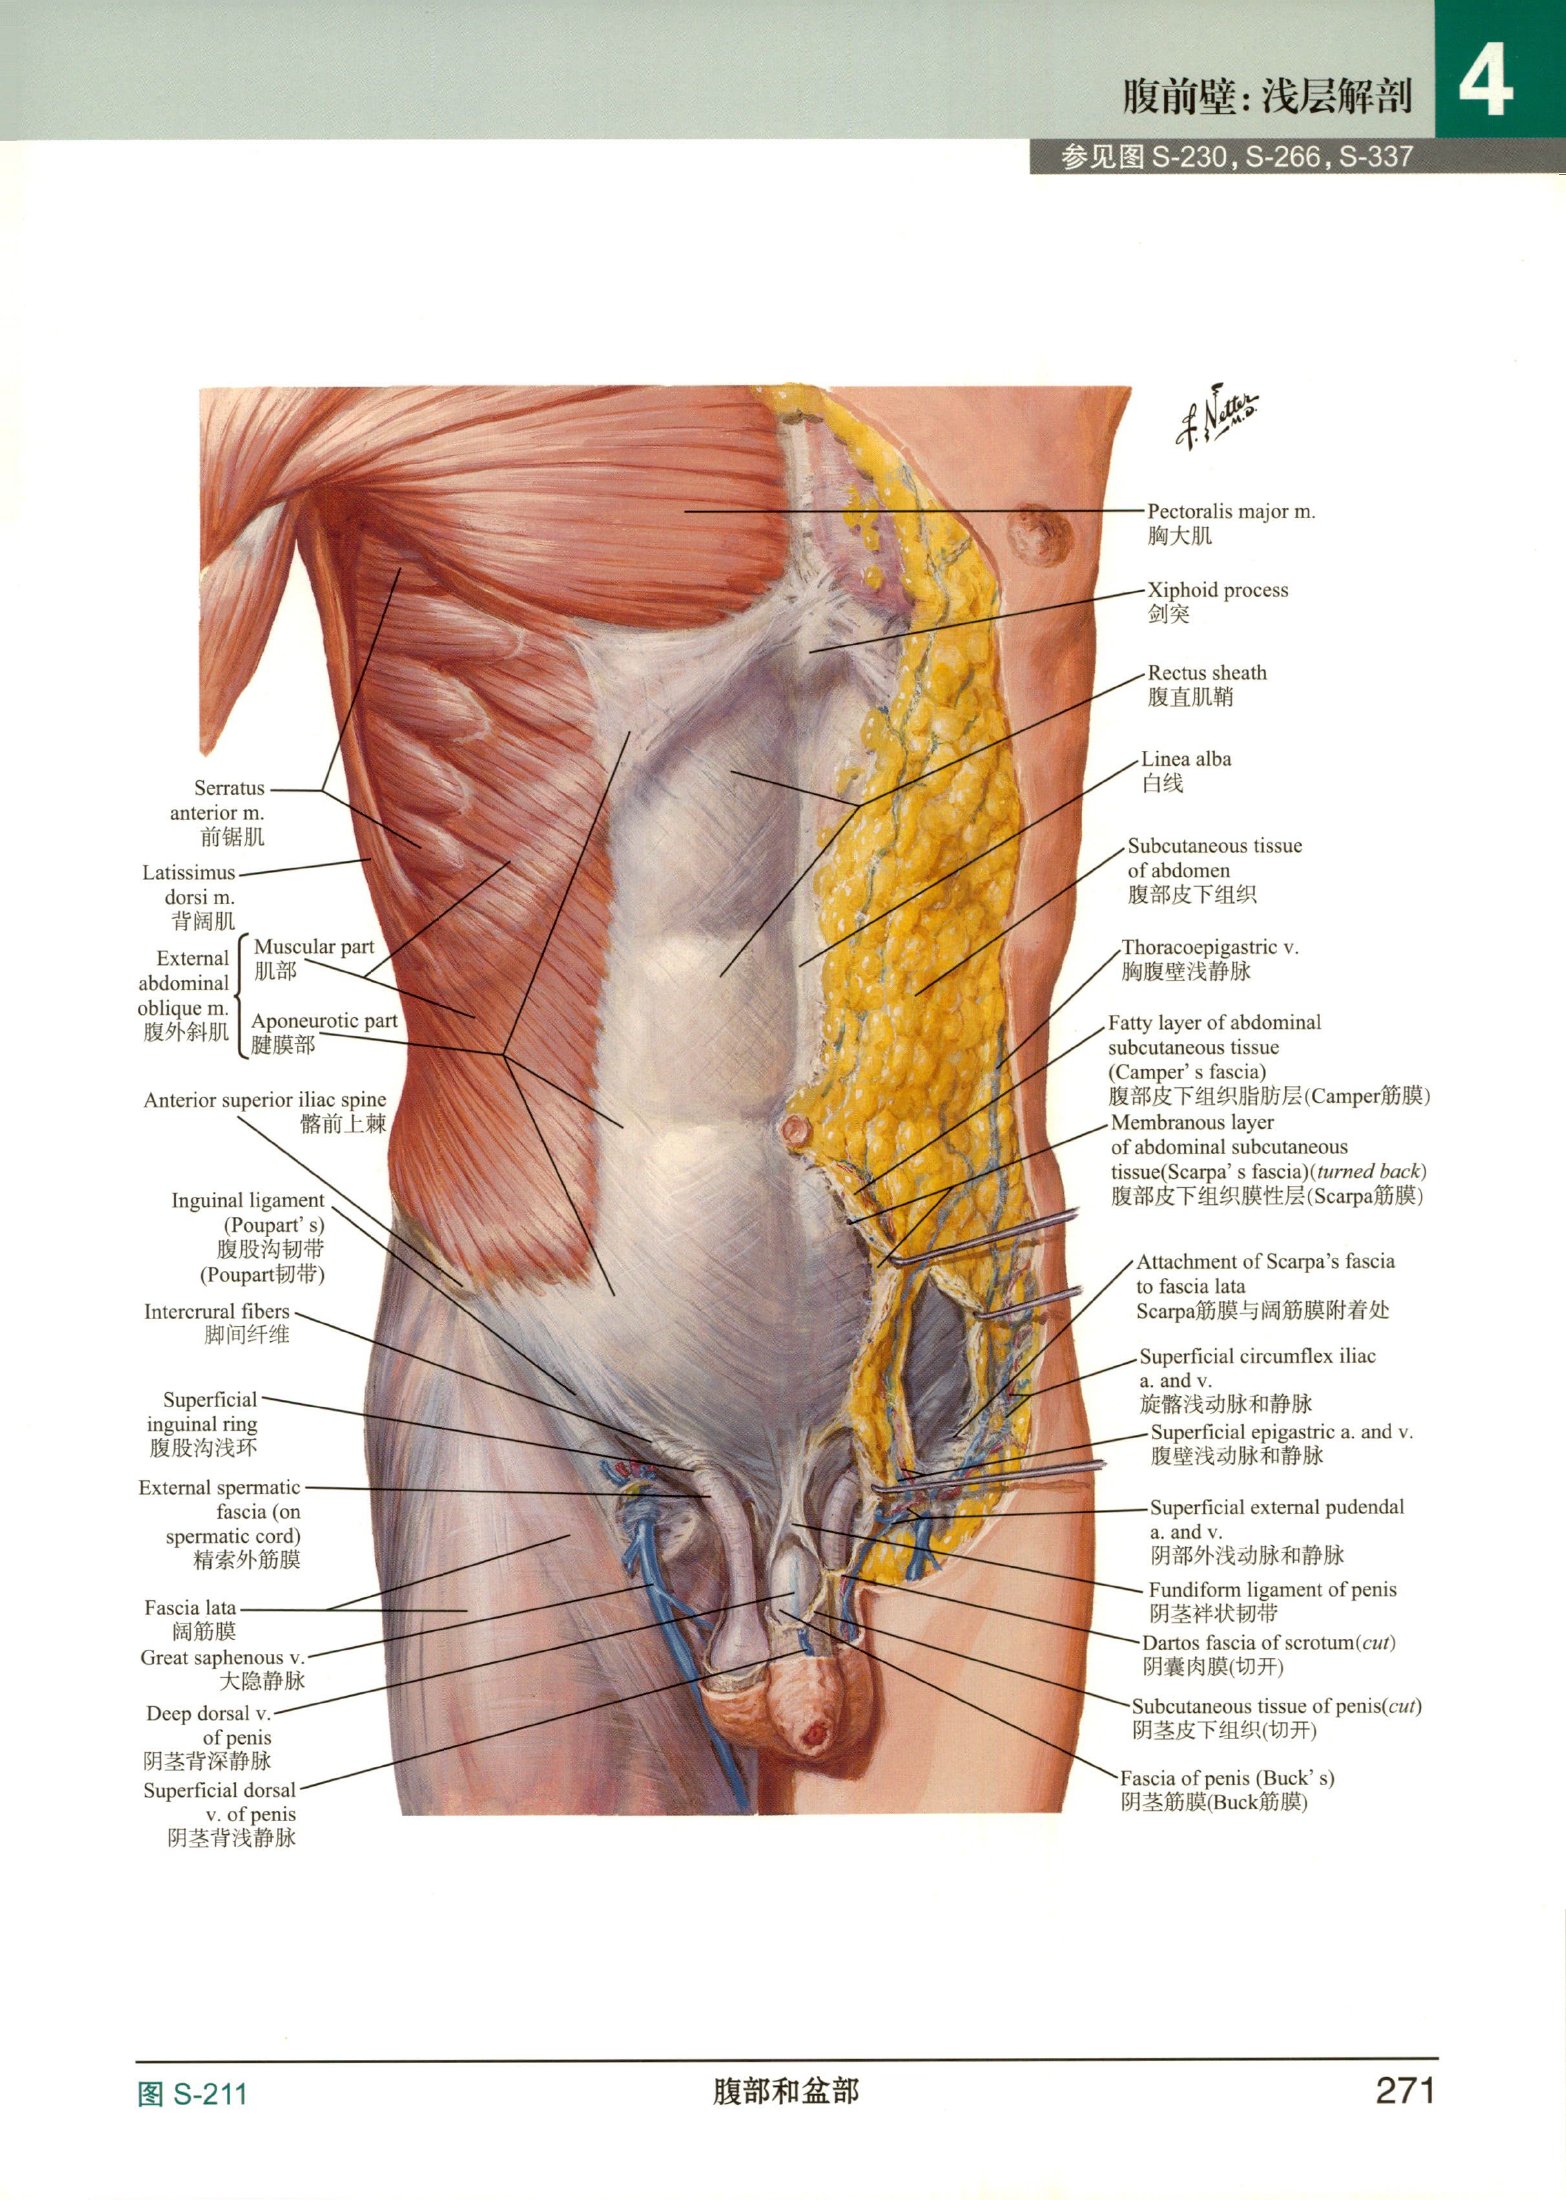 腹前壁：浅层解剖
4
参见图 S-230, S-266, S-337
F. Netter
M.D.
Pectoralis major m.
胸大肌
Xiphoid process
剑突
Rectus sheath
腹直肌鞘
Linea alba
白线
Subcutaneous tissue
of abdomen
腹部皮下组织
Thoracoepigastric v.
胸腹壁浅静脉
Fatty layer of abdominal
subcutaneous tissue
(Camper' s fascia)
腹部皮下组织脂肪层(Camper筋膜)
Membranous layer
of abdominal subcutaneous
tissue(Scarpa' s fascia)(turned back)
腹部皮下组织膜性层(Scarpa筋膜)
Attachment of Scarpa's fascia
to fascia lata
Scarpa筋膜与阔筋膜附着处
Superficial circumflex iliac
a. and v.
旋髂浅动脉和静脉
Superficial epigastric a. and v.
腹壁浅动脉和静脉
Superficial external pudendal
a. and v.
阴部外浅动脉和静脉
Fundiform ligament of penis
阴茎袢状韧带
Dartos fascia of scrotum(cut)
阴囊肉膜(切开)
Subcutaneous tissue of penis(cut)
阴茎皮下组织(切开)
Fascia of penis (Buck' s)
阴茎筋膜(Buck筋膜)
Serratus
anterior m.
前锯肌
Latissimus
dorsi m.
背阔肌
External
abdominal
oblique m.
腹外斜肌
Muscular part
肌部
Aponeurotic part
腱膜部
Anterior superior iliac spine
髂前上棘
Inguinal ligament
(Poupart' s)
腹股沟韧带
(Poupart韧带)
Intercrural fibers
脚间纤维
Superficial
inguinal ring
腹股沟浅环
External spermatic
fascia (on
spermatic cord)
精索外筋膜
Fascia lata
阔筋膜
Great saphenous v.
大隐静脉
Deep dorsal v.
of penis
阴茎背深静脉
Superficial dorsal
v. of penis
阴茎背浅静脉
图 S-211
腹部和盆部
271